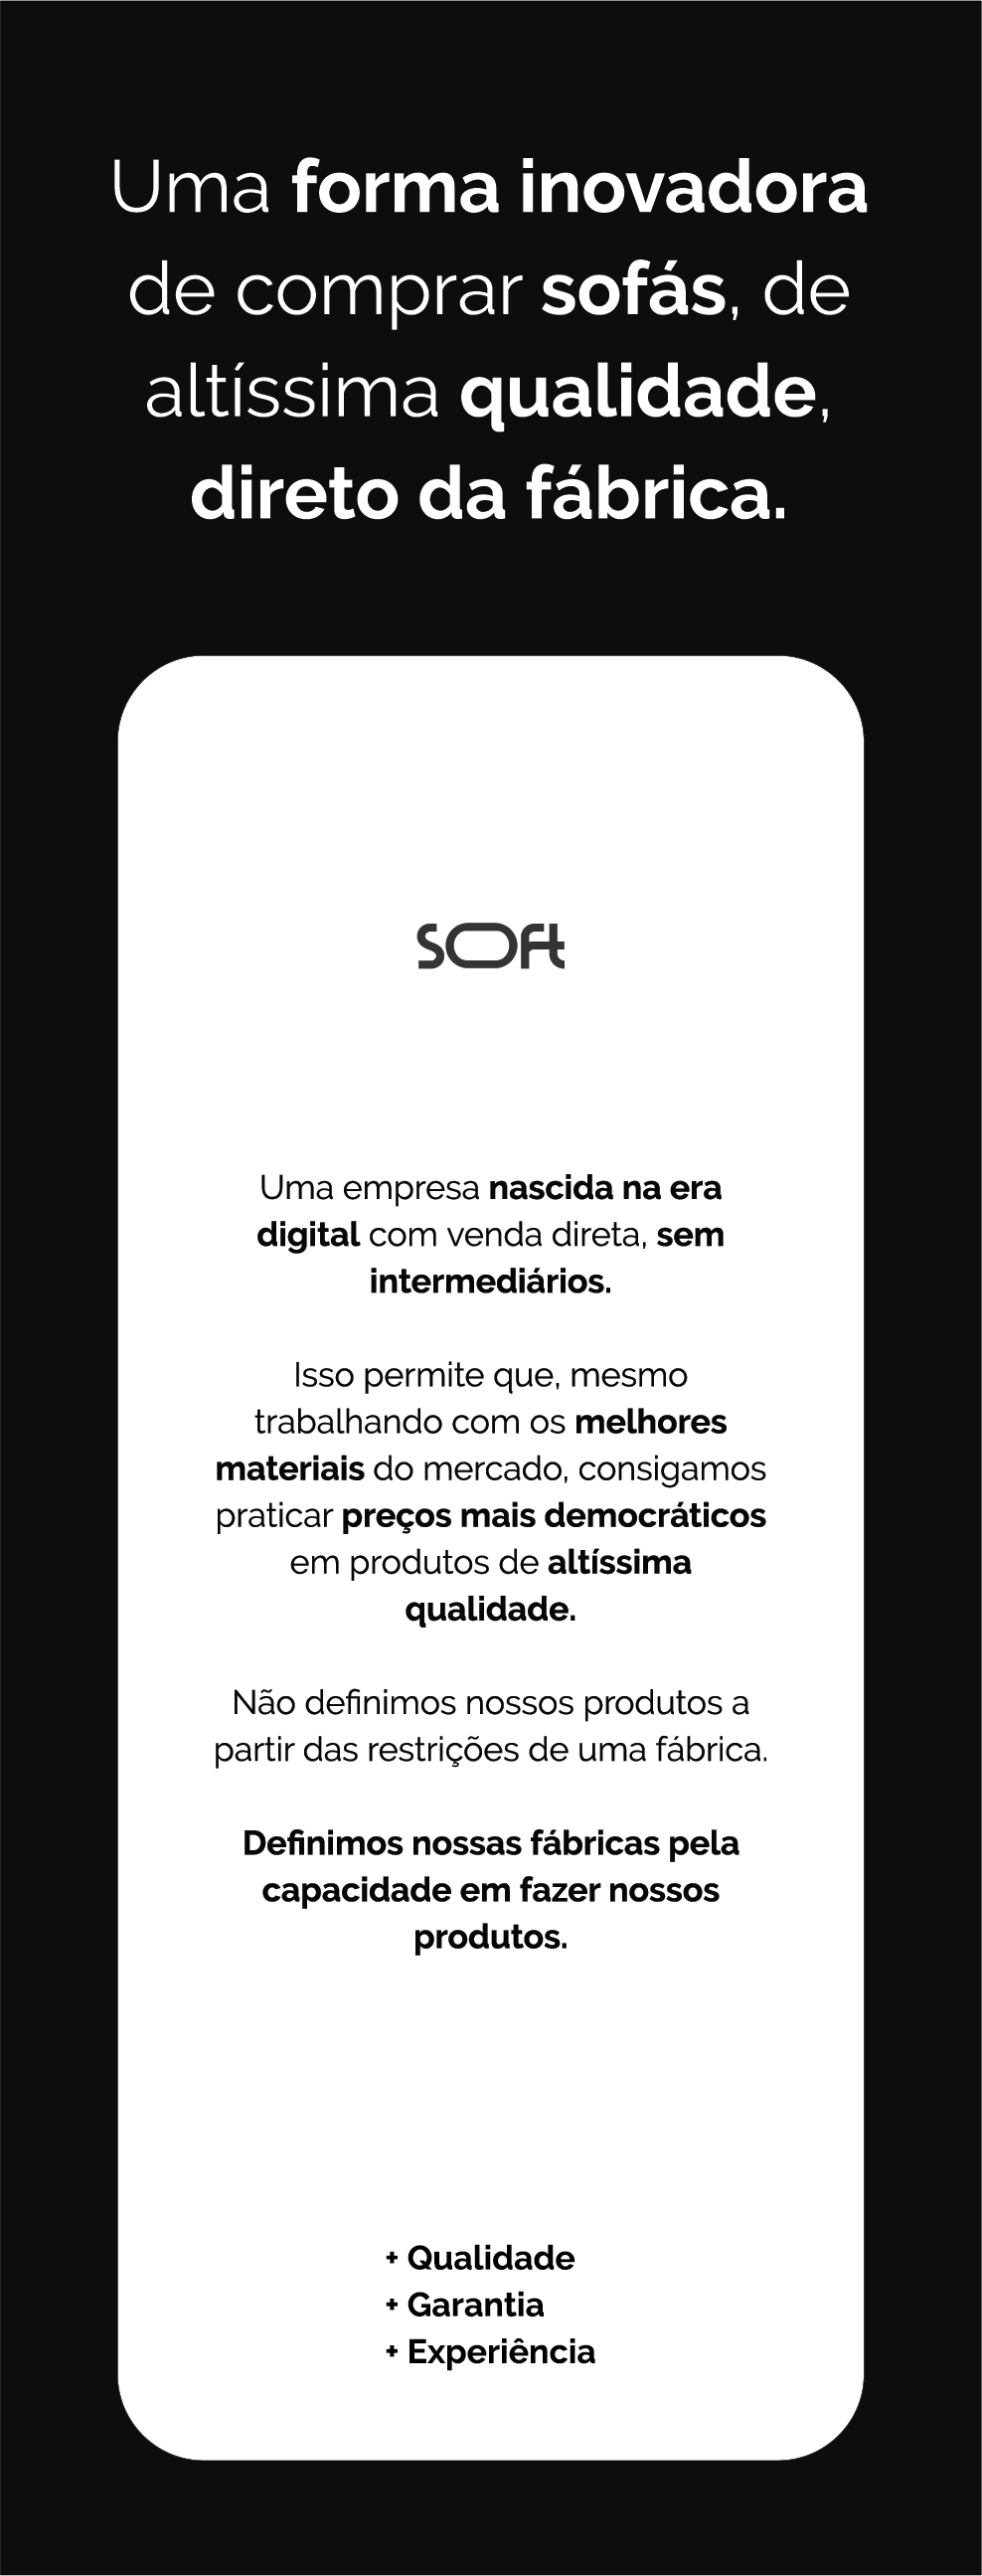 Uma forma inovadora
de comprar sofás, de
altíssima qualidade,
direto da fábrica.
soft
Uma empresa nascida na era
digital com venda direta, sem
intermediários.
Isso permite que, mesmo
trabalhando com os melhores
materiais do mercado, consigamos
praticar preços mais democráticos
em produtos de altíssima
qualidade.
Não definimos nossos produtos a
partir das restrições de uma fábrica.
Definimos nossas fábricas pela
capacidade em fazer nossos
produtos.
+ Qualidade
+ Garantia
+ Experiência